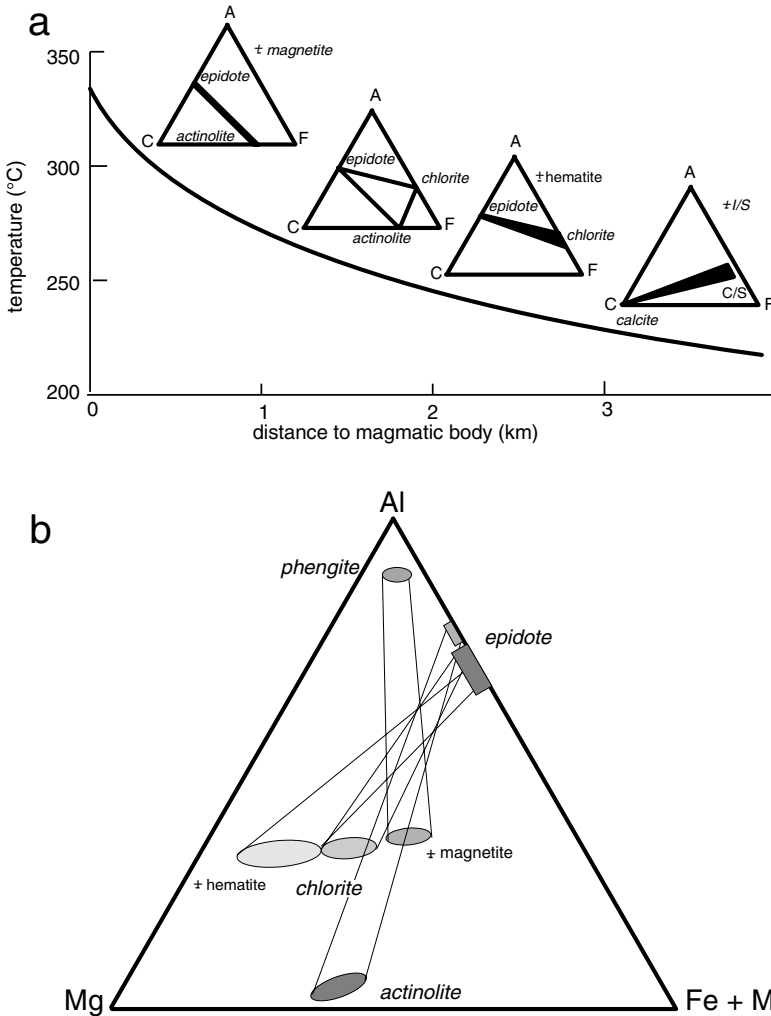 a
A
± magnetite
epidote
actinolite
C
F
A
epidote
chlorite
C
F
actinolite
A
±hematite
epidote
chlorite
C
F
A
±I/S
C
C/S
F
calcite
350
300
250
200
temperature (°C)
0
1
2
3
distance to magmatic body (km)
b
Al
phengite
epidote
± magnetite
± hematite
chlorite
actinolite
Mg
Fe + M